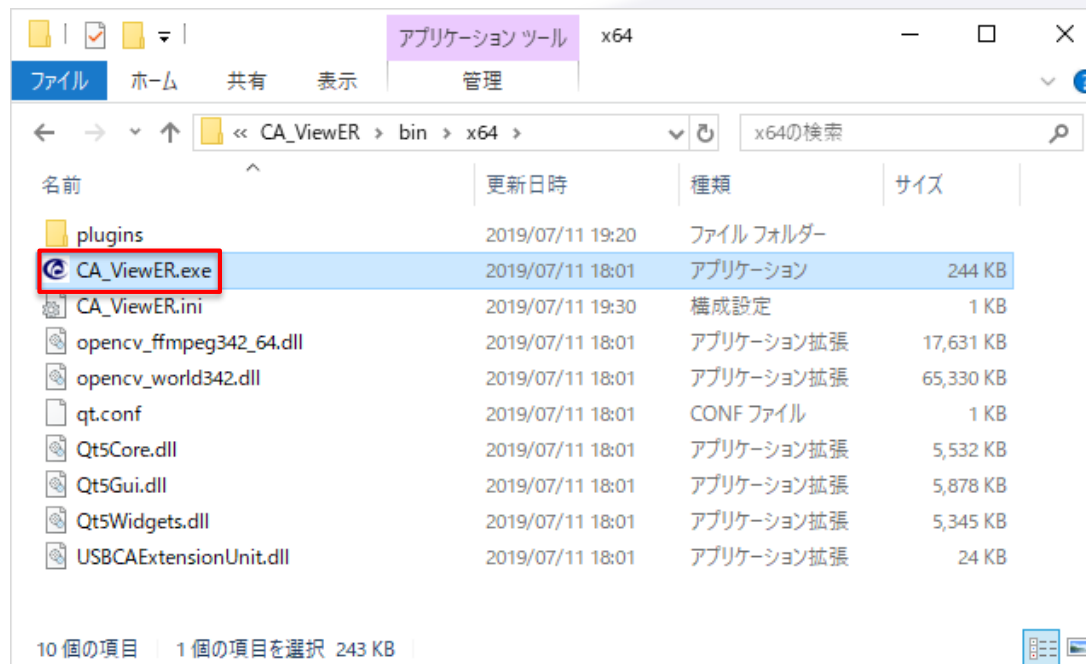 アプリケーション ツール x64
ファイル ホーム 共有 表示 管理
« CA_ViewER › bin › x64 › x64の検索
名前 更新日時 種類 サイズ
plugins 2019/07/11 19:20 ファイル フォルダー
CA_ViewER.exe 2019/07/11 18:01 アプリケーション 244 KB
CA_ViewER.ini 2019/07/11 19:30 構成設定 1 KB
opencv_ffmpeg342_64.dll 2019/07/11 18:01 アプリケーション拡張 17,631 KB
opencv_world342.dll 2019/07/11 18:01 アプリケーション拡張 65,330 KB
qt.conf 2019/07/11 18:01 CONF ファイル 1 KB
Qt5Core.dll 2019/07/11 18:01 アプリケーション拡張 5,532 KB
Qt5Gui.dll 2019/07/11 18:01 アプリケーション拡張 5,878 KB
Qt5Widgets.dll 2019/07/11 18:01 アプリケーション拡張 5,345 KB
USBCAExtensionUnit.dll 2019/07/11 18:01 アプリケーション拡張 24 KB
10 個の項目 1 個の項目を選択 243 KB